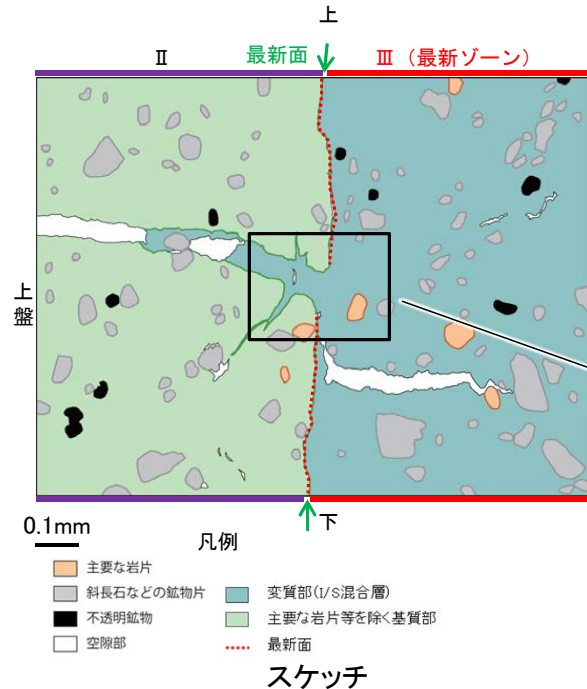 上
Ⅱ
最新面
Ⅲ（最新ゾーン）
上盤
下
0.1mm
凡例
主要な岩片
斜長石などの鉱物片
不透明鉱物
空隙部
変質部(I/S混合層)
主要な岩片等を除く基質部
最新面
スケッチ